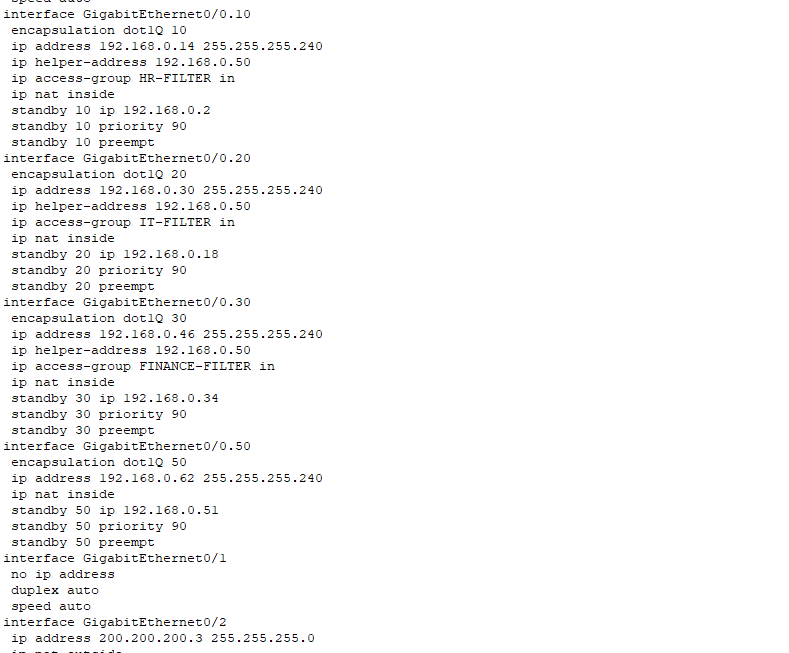 speed auto
interface GigabitEthernet0/0.10
encapsulation dot1Q 10
ip address 192.168.0.14 255.255.255.240
ip helper-address 192.168.0.50
ip access-group HR-FILTER in
ip nat inside
standby 10 ip 192.168.0.2
standby 10 priority 90
standby 10 preempt
interface GigabitEthernet0/0.20
encapsulation dot1Q 20
ip address 192.168.0.30 255.255.255.240
ip helper-address 192.168.0.50
ip access-group IT-FILTER in
ip nat inside
standby 20 ip 192.168.0.18
standby 20 priority 90
standby 20 preempt
interface GigabitEthernet0/0.30
encapsulation dot1Q 30
ip address 192.168.0.46 255.255.255.240
ip helper-address 192.168.0.50
ip access-group FINANCE-FILTER in
ip nat inside
standby 30 ip 192.168.0.34
standby 30 priority 90
standby 30 preempt
interface GigabitEthernet0/0.50
encapsulation dot1Q 50
ip address 192.168.0.62 255.255.255.240
ip nat inside
standby 50 ip 192.168.0.51
standby 50 priority 90
standby 50 preempt
interface GigabitEthernet0/1
no ip address
duplex auto
speed auto
interface GigabitEthernet0/2
ip address 200.200.200.3 255.255.255.0
ip nat outside